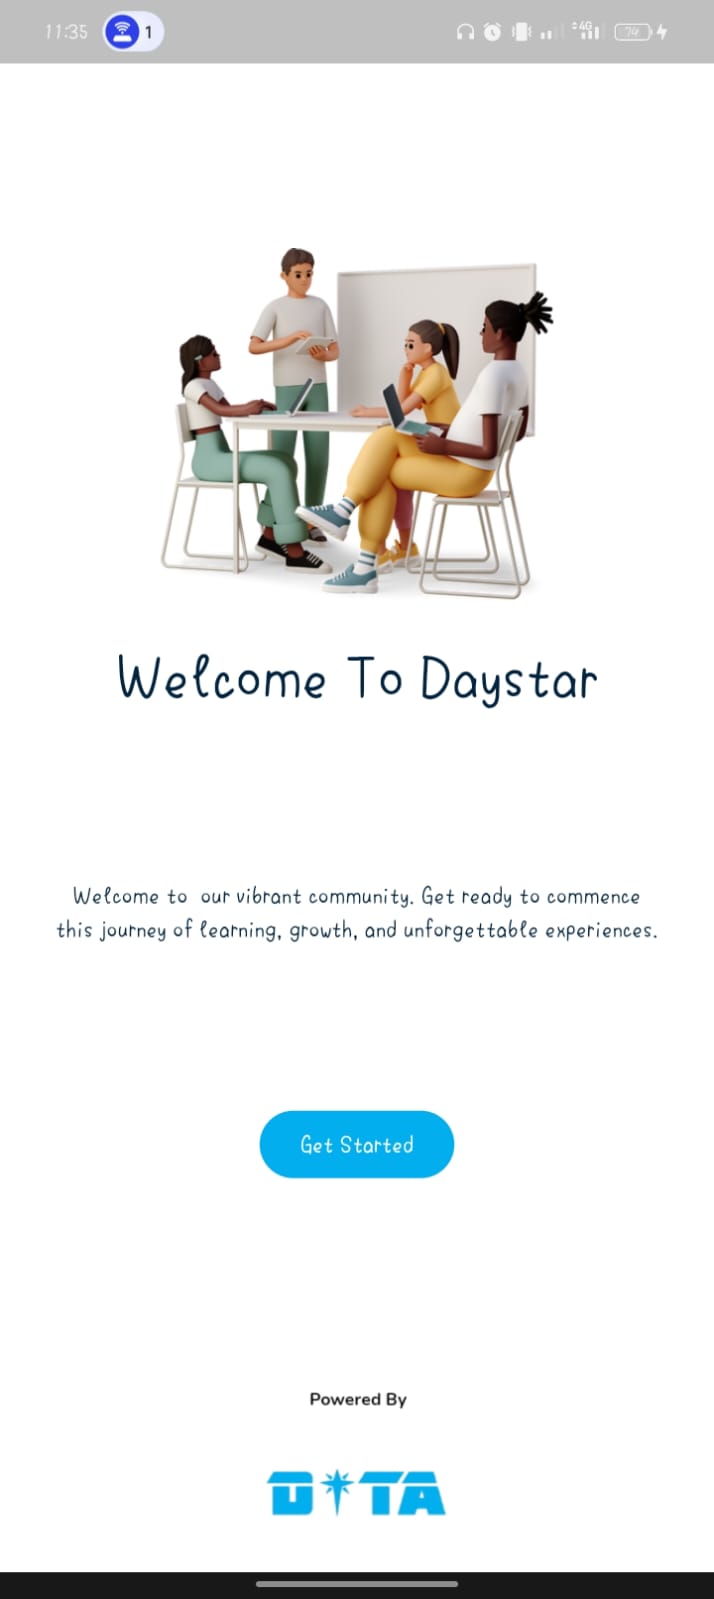 11:35 1 4G 74
Welcome To Daystar
Welcome to our vibrant community. Get ready to commence
this journey of learning, growth, and unforgettable experiences.
Get Started
Powered By
DITA